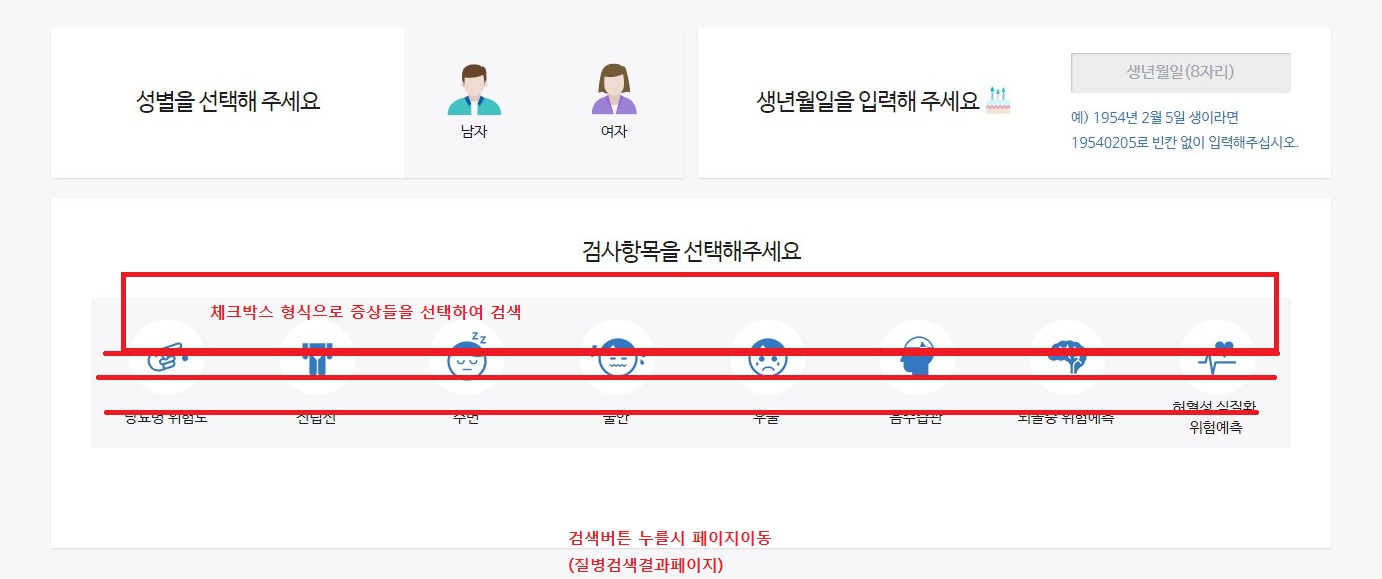 성별을 선택해 주세요
남자
여자
생년월일을 입력해 주세요
생년월일(8자리)
예) 1954년 2월 5일 생이라면
19540205로 빈칸 없이 입력해주십시오.
검사항목을 선택해주세요
체크박스 형식으로 증상들을 선택하여 검색
zz
당뇨병 위험도
전립선
수면
불안
우울
음주습관
뇌졸중 위험예측
허혈성 심질환
위험예측
검색버튼 누를시 페이지이동
(질병검색결과페이지)